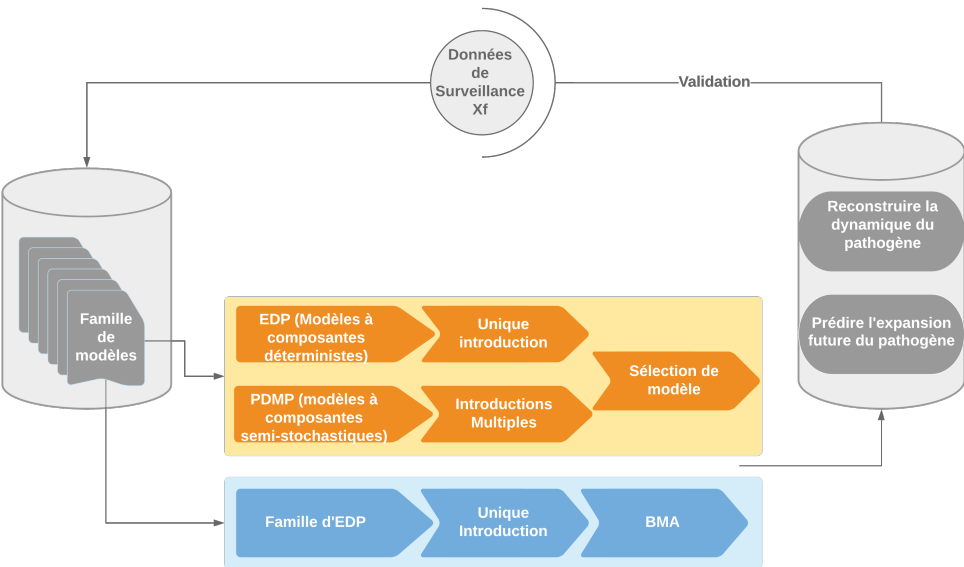 Données
de
Surveillance
Xf
Validation
Reconstruire la
dynamique du
pathogène
Prédire l'expansion
future du pathogène
Famille
de
modèles
EDP (Modèles à
composantes
déterministes)
Unique
introduction
PDMP (modèles à
composantes
semi-stochastiques)
Introductions
Multiples
Sélection de
modèle
Famille d'EDP
Unique
Introduction
BMA